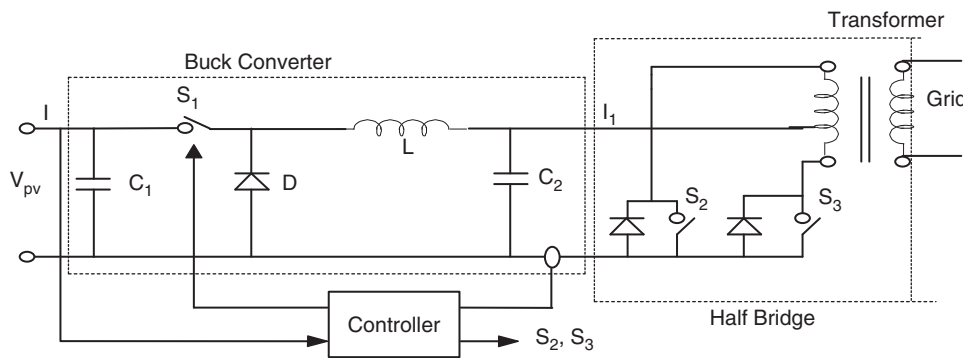 Transformer
Buck Converter
S1
I
I1
Grid
L
Vpv
C1
D
C2
S2
S3
Controller
S2, S3
Half Bridge